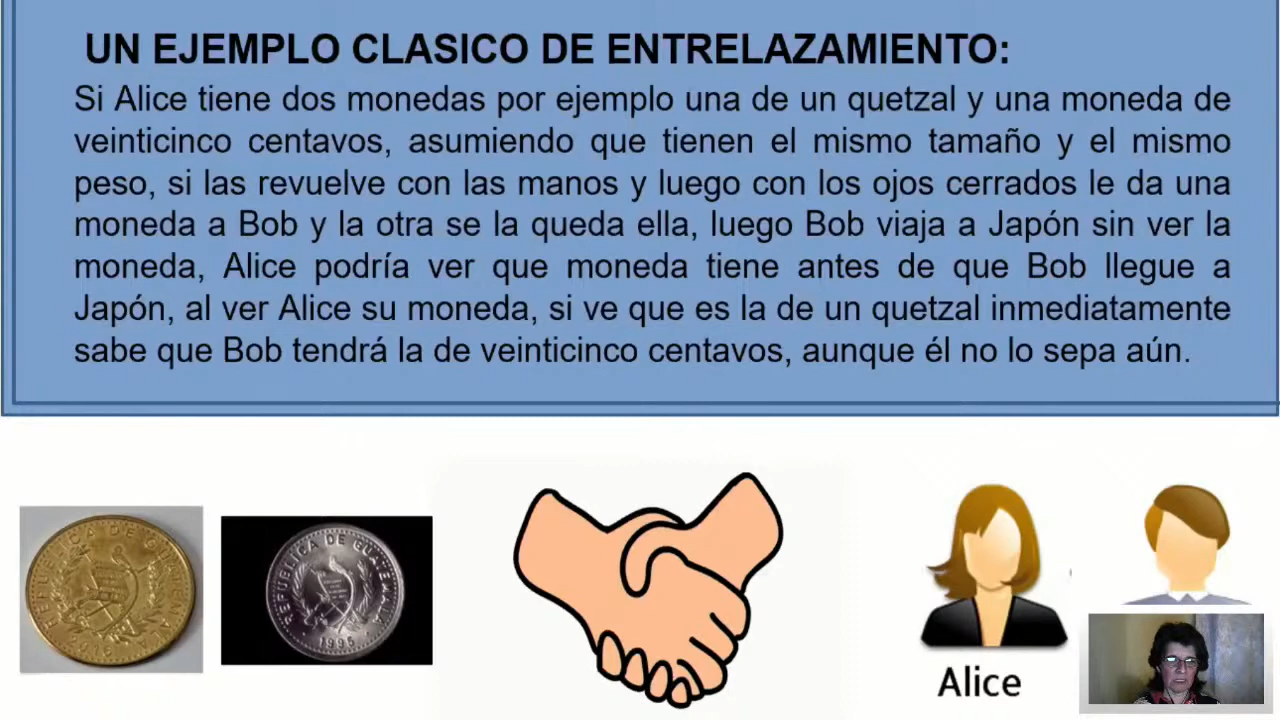 UN EJEMPLO CLASICO DE ENTRELAZAMIENTO:
Si Alice tiene dos monedas por ejemplo una de un quetzal y una moneda de
veinticinco centavos, asumiendo que tienen el mismo tamaño y el mismo
peso, si las revuelve con las manos y luego con los ojos cerrados le da una
moneda a Bob y la otra se la queda ella, luego Bob viaja a Japón sin ver la
moneda, Alice podría ver que moneda tiene antes de que Bob llegue a
Japón, al ver Alice su moneda, si ve que es la de un quetzal inmediatamente
sabe que Bob tendrá la de veinticinco centavos, aunque él no lo sepa aún.
REPUBLICA DE GUATEMALA
1995
Alice